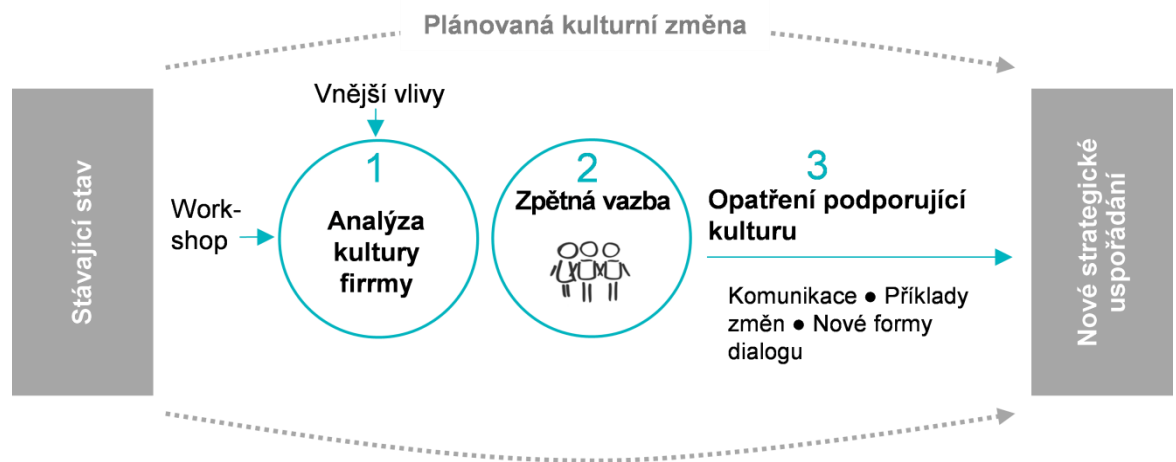 Plánovaná kulturní změna
Stávající stav
Vnější vlivy
Work-
shop
1
Analýza
kultury
firrmy
2
Zpětná vazba
3
Opatření podporující
kulturu
Komunikace ● Příklady
změn ● Nové formy
dialogu
Nové strategické
uspořádání